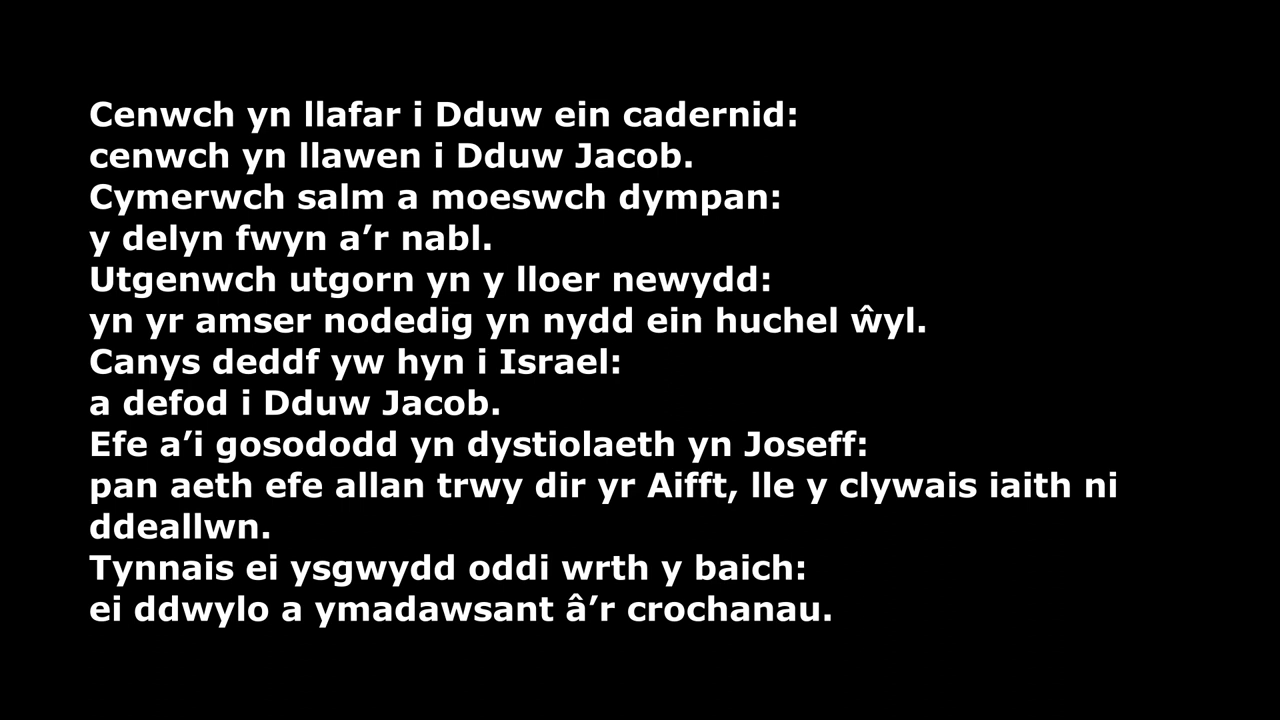 Cenwch yn llafar i Dduw ein cadernid:
cenwch yn llawen i Dduw Jacob.
Cymerwch salm a moeswch dympan:
y delyn fwyn a’r nabl.
Utgenwch utgorn yn y lloer newydd:
yn yr amser nodedig yn nydd ein huchel ŵyl.
Canys deddf yw hyn i Israel:
a defod i Dduw Jacob.
Efe a’i gosododd yn dystiolaeth yn Joseff:
pan aeth efe allan trwy dir yr Aifft, lle y clywais iaith ni
ddeallwn.
Tynnais ei ysgwydd oddi wrth y baich:
ei ddwylo a ymadawsant â’r crochanau.